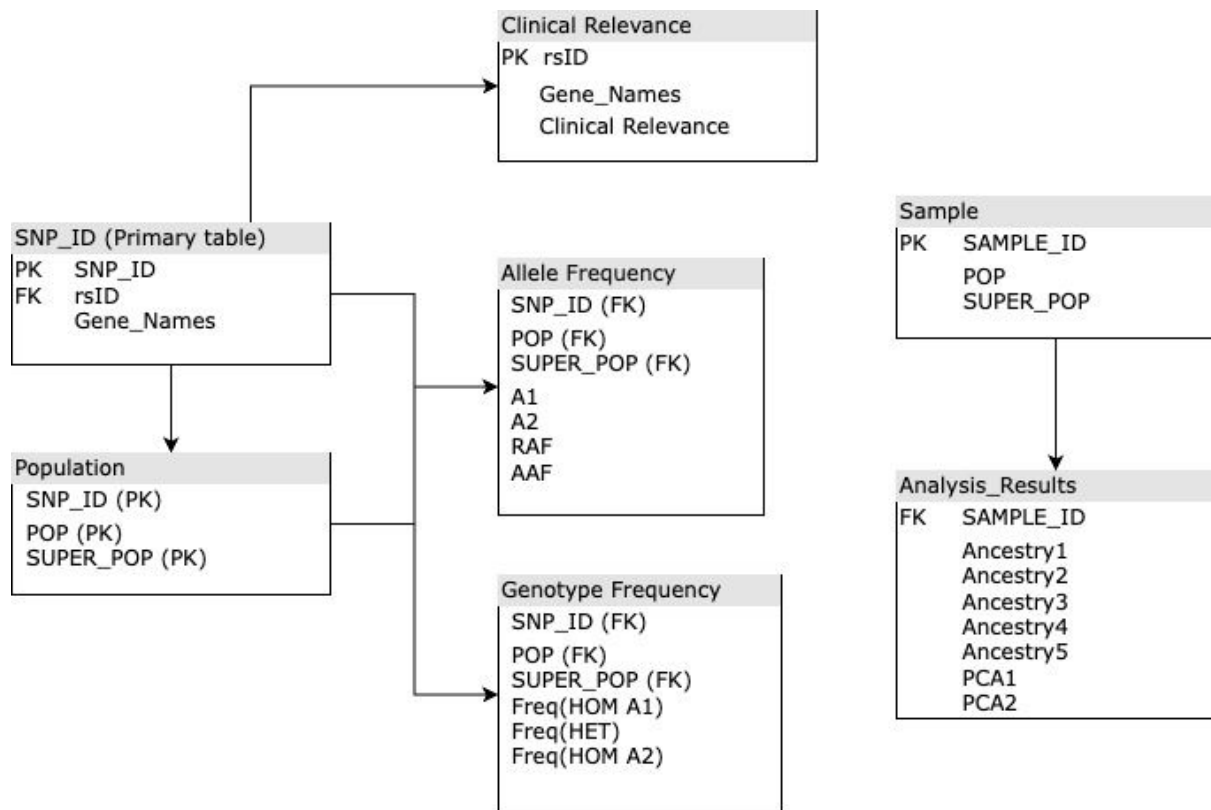 Clinical Relevance
PK rsID
Gene_Names
Clinical Relevance
SNP_ID (Primary table)
PK SNP_ID
FK rsID
Gene_Names
Population
SNP_ID (PK)
POP (PK)
SUPER_POP (PK)
Allele Frequency
SNP_ID (FK)
POP (FK)
SUPER_POP (FK)
A1
A2
RAF
AAF
Genotype Frequency
SNP_ID (FK)
POP (FK)
SUPER_POP (FK)
Freq(HOM A1)
Freq(HET)
Freq(HOM A2)
Sample
PK SAMPLE_ID
POP
SUPER_POP
Analysis_Results
FK SAMPLE_ID
Ancestry1
Ancestry2
Ancestry3
Ancestry4
Ancestry5
PCA1
PCA2